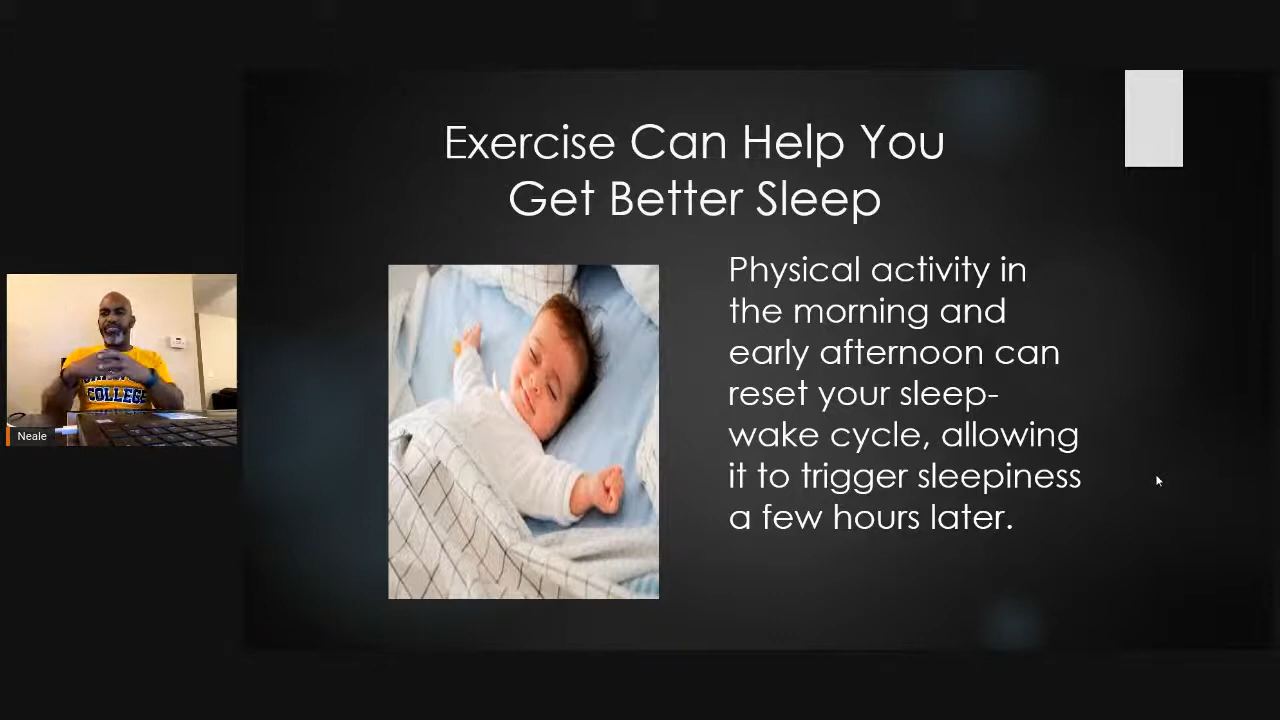 Exercise Can Help You
Get Better Sleep
Physical activity in
the morning and
early afternoon can
reset your sleep-
wake cycle, allowing
it to trigger sleepiness
a few hours later.
COLLEGE
Neale